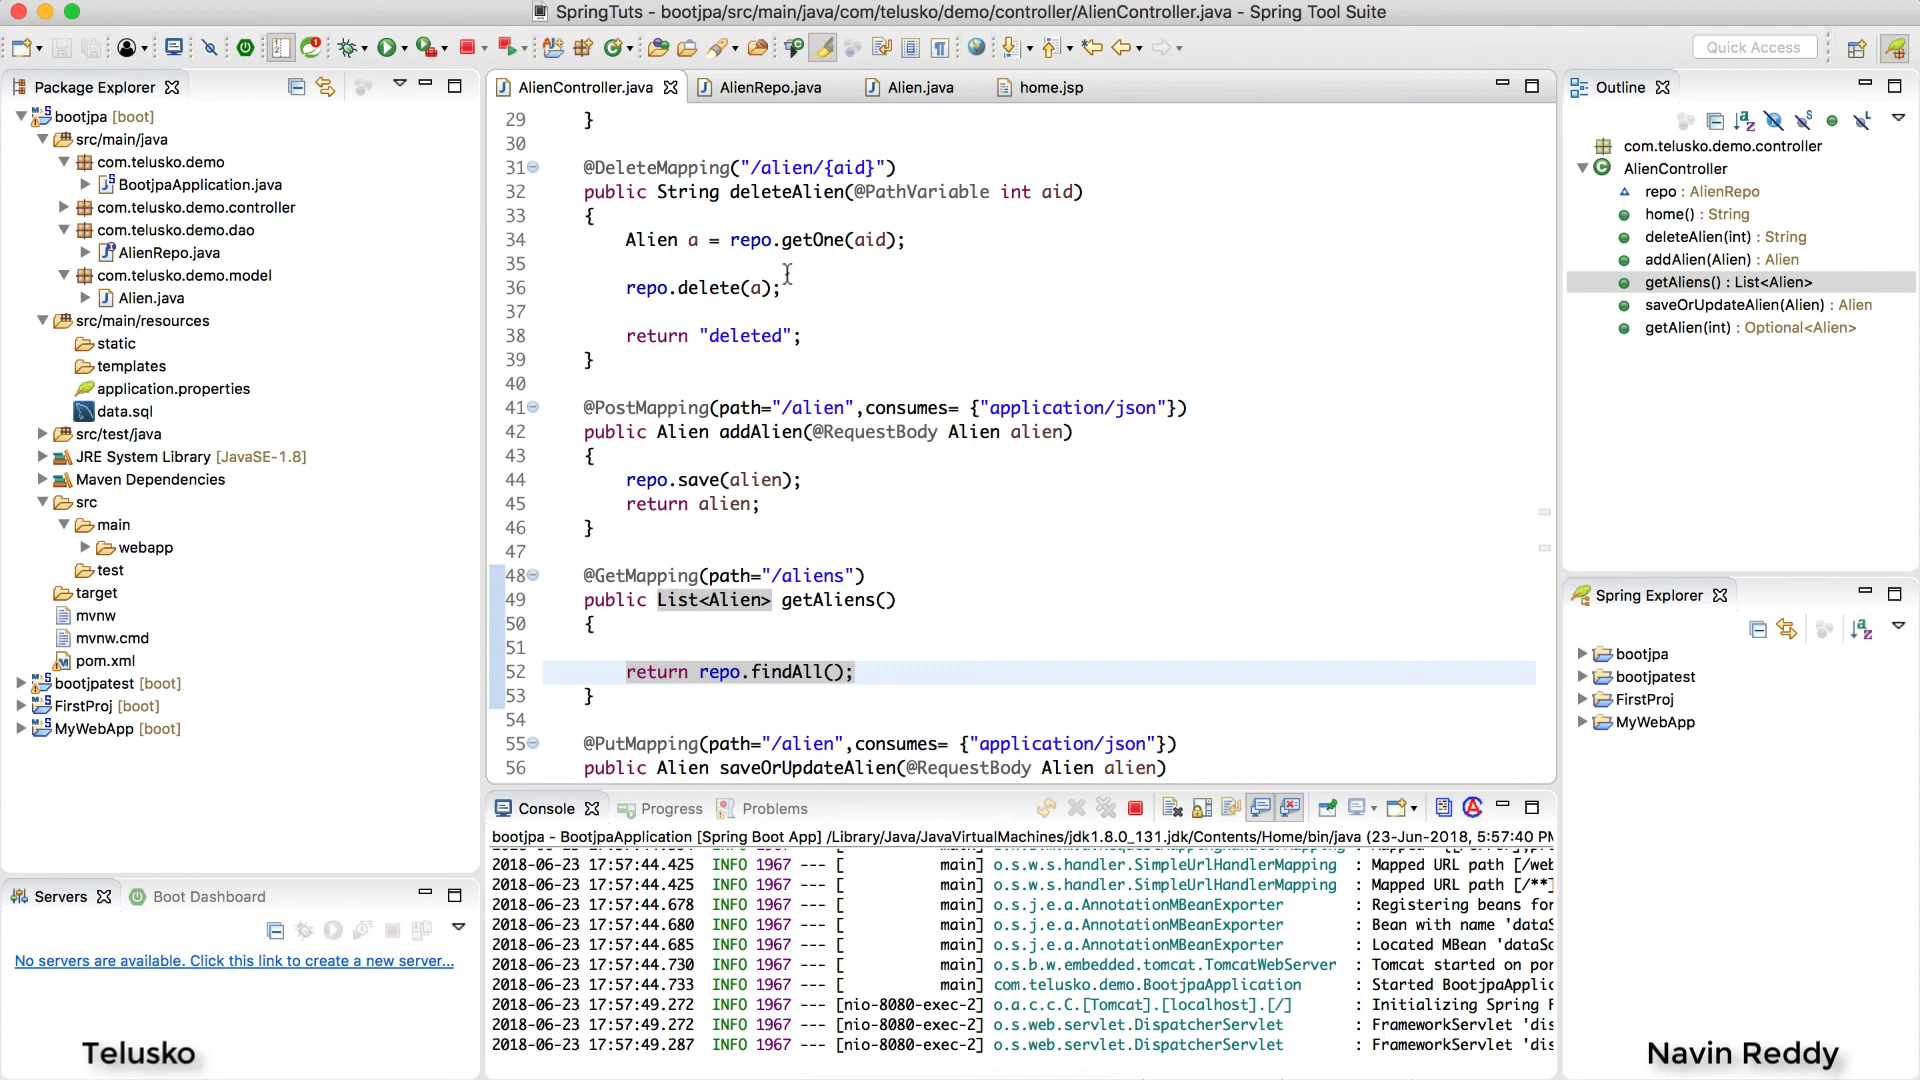 SpringTuts - bootjpa/src/main/java/com/telusko/demo/controller/AlienController.java - Spring Tool Suite
Quick Access
Package Explorer
bootjpa [boot]
src/main/java
com.telusko.demo
BootjpaApplication.java
com.telusko.demo.controller
com.telusko.demo.dao
AlienRepo.java
com.telusko.demo.model
Alien.java
src/main/resources
static
templates
application.properties
data.sql
src/test/java
JRE System Library [JavaSE-1.8]
Maven Dependencies
src
main
webapp
test
target
mvnw
mvnw.cmd
pom.xml
bootjpatest [boot]
FirstProj [boot]
MyWebApp [boot]
Servers
Boot Dashboard
No servers are available. Click this link to create a new server...
Telusko
AlienController.java
AlienRepo.java
Alien.java
home.jsp
29 }
30
31 @DeleteMapping("/alien/{aid}")
32 public String deleteAlien(@PathVariable int aid)
33 {
34 Alien a = repo.getOne(aid);
35
36 repo.delete(a);
37
38 return "deleted";
39 }
40
41 @PostMapping(path="/alien",consumes= {"application/json"})
42 public Alien addAlien(@RequestBody Alien alien)
43 {
44 repo.save(alien);
45 return alien;
46 }
47
48 @GetMapping(path="/aliens")
49 public List<Alien> getAliens()
50 {
51
52 return repo.findAll();
53 }
54
55 @PutMapping(path="/alien",consumes= {"application/json"})
56 public Alien saveOrUpdateAlien(@RequestBody Alien alien)
Console
Progress
Problems
bootjpa - BootjpaApplication [Spring Boot App] /Library/Java/JavaVirtualMachines/jdk1.8.0_131.jdk/Contents/Home/bin/java (23-Jun-2018, 5:57:40 PM
2018-06-23 17:57:44.425 INFO 1967 --- [ main] o.s.w.s.handler.SimpleUrlHandlerMapping : Mapped URL path [/web
2018-06-23 17:57:44.425 INFO 1967 --- [ main] o.s.w.s.handler.SimpleUrlHandlerMapping : Mapped URL path [/**]
2018-06-23 17:57:44.678 INFO 1967 --- [ main] o.s.j.e.a.AnnotationMBeanExporter : Registering beans for
2018-06-23 17:57:44.680 INFO 1967 --- [ main] o.s.j.e.a.AnnotationMBeanExporter : Bean with name 'dataS
2018-06-23 17:57:44.685 INFO 1967 --- [ main] o.s.j.e.a.AnnotationMBeanExporter : Located MBean 'dataSo
2018-06-23 17:57:44.730 INFO 1967 --- [ main] o.s.b.w.embedded.tomcat.TomcatWebServer : Tomcat started on por
2018-06-23 17:57:44.733 INFO 1967 --- [ main] com.telusko.demo.BootjpaApplication : Started BootjpaApplic
2018-06-23 17:57:49.272 INFO 1967 --- [nio-8080-exec-2] o.a.c.c.C.[Tomcat].[localhost].[/] : Initializing Spring F
2018-06-23 17:57:49.272 INFO 1967 --- [nio-8080-exec-2] o.s.web.servlet.DispatcherServlet : FrameworkServlet 'dis
2018-06-23 17:57:49.287 INFO 1967 --- [nio-8080-exec-2] o.s.web.servlet.DispatcherServlet : FrameworkServlet 'dis
Outline
com.telusko.demo.controller
AlienController
repo : AlienRepo
home() : String
deleteAlien(int) : String
addAlien(Alien) : Alien
getAliens() : List<Alien>
saveOrUpdateAlien(Alien) : Alien
getAlien(int) : Optional<Alien>
Spring Explorer
bootjpa
bootjpatest
FirstProj
MyWebApp
Navin Reddy